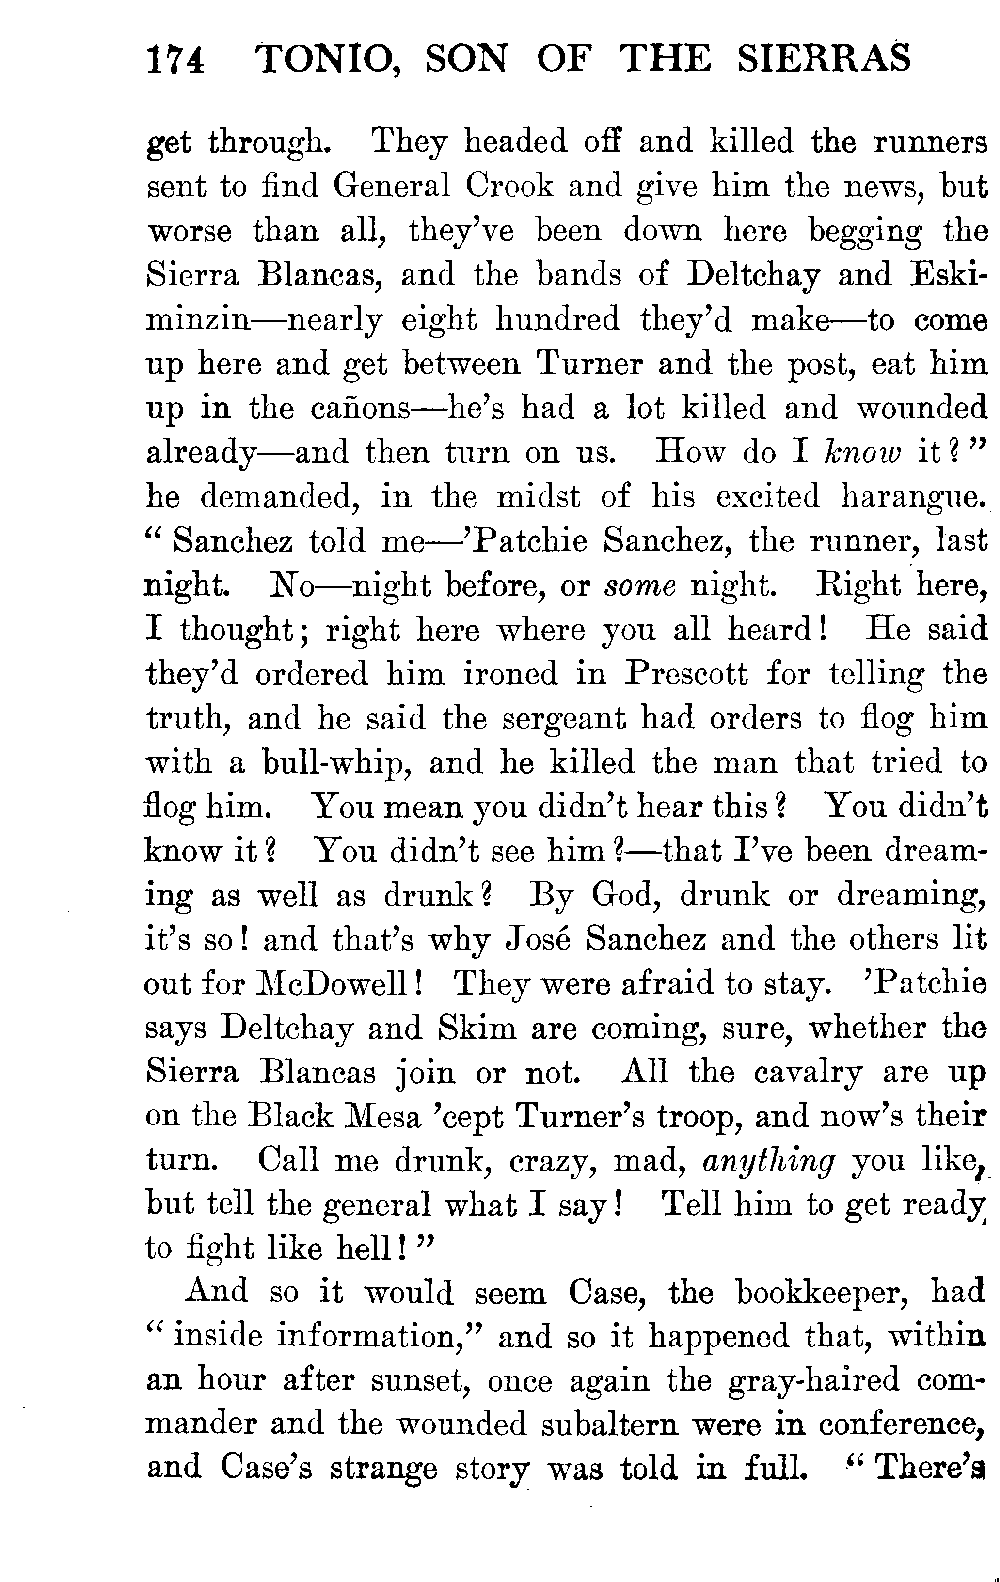 174 TONIO, SON OF THE SIERRAS
get through. They headed off and killed the runners
sent to find General Crook and give him the news, but
worse than all, they've been down here begging the
Sierra Blancas, and the bands of Deltchay and Eski-
minzin—nearly eight hundred they'd make—to come
up here and get between Turner and the post, eat him
up in the cañons—he's had a lot killed and wounded
already—and then turn on us. How do I know it?"
he demanded, in the midst of his excited harangue.
"Sanchez told me—'Patchie Sanchez, the runner, last
night. No—night before, or some night. Right here,
I thought; right here where you all heard! He said
they'd ordered him ironed in Prescott for telling the
truth, and he said the sergeant had orders to flog him
with a bull-whip, and he killed the man that tried to
flog him. You mean you didn't hear this? You didn't
know it? You didn't see him?—that I've been dream-
ing as well as drunk? By God, drunk or dreaming,
it's so! and that's why José Sanchez and the others lit
out for McDowell! They were afraid to stay. 'Patchie
says Deltchay and Skim are coming, sure, whether the
Sierra Blancas join or not. All the cavalry are up
on the Black Mesa 'cept Turner's troop, and now's their
turn. Call me drunk, crazy, mad, anything you like,
but tell the general what I say! Tell him to get ready
to fight like hell!"
And so it would seem Case, the bookkeeper, had
"inside information," and so it happened that, within
an hour after sunset, once again the gray-haired com-
mander and the wounded subaltern were in conference,
and Case's strange story was told in full. "There's